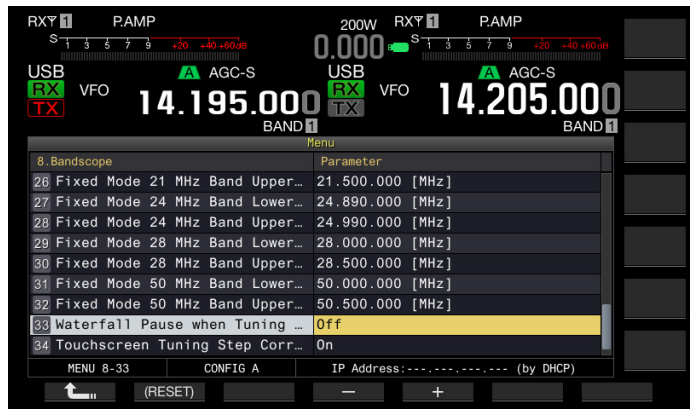 RX 1 P.AMP 200W RX 1
S 1 3 5 7 9 +20 +40 +60dB 0.000 S 1 3 5 7 9 +20 +40 +60dB
USB A AGC-S USB A AGC-S
RX VFO 14.195.000 RX VFO 14.205.000
TX TX
BAND 1 BAND 1
Menu
8.Bandscope Parameter
26 Fixed Mode 21 MHz Band Upper… 21.500.000 [MHz]
27 Fixed Mode 24 MHz Band Lower… 24.890.000 [MHz]
28 Fixed Mode 24 MHz Band Upper… 24.990.000 [MHz]
29 Fixed Mode 28 MHz Band Lower… 28.000.000 [MHz]
30 Fixed Mode 28 MHz Band Upper… 28.500.000 [MHz]
31 Fixed Mode 50 MHz Band Lower… 50.000.000 [MHz]
32 Fixed Mode 50 MHz Band Upper… 50.500.000 [MHz]
33 Waterfall Pause when Tuning … Off
34 Touchscreen Tuning Step Corr… On
MENU 8-33 CONFIG A IP Address:---.---.---.--- (by DHCP)
(RESET) − +